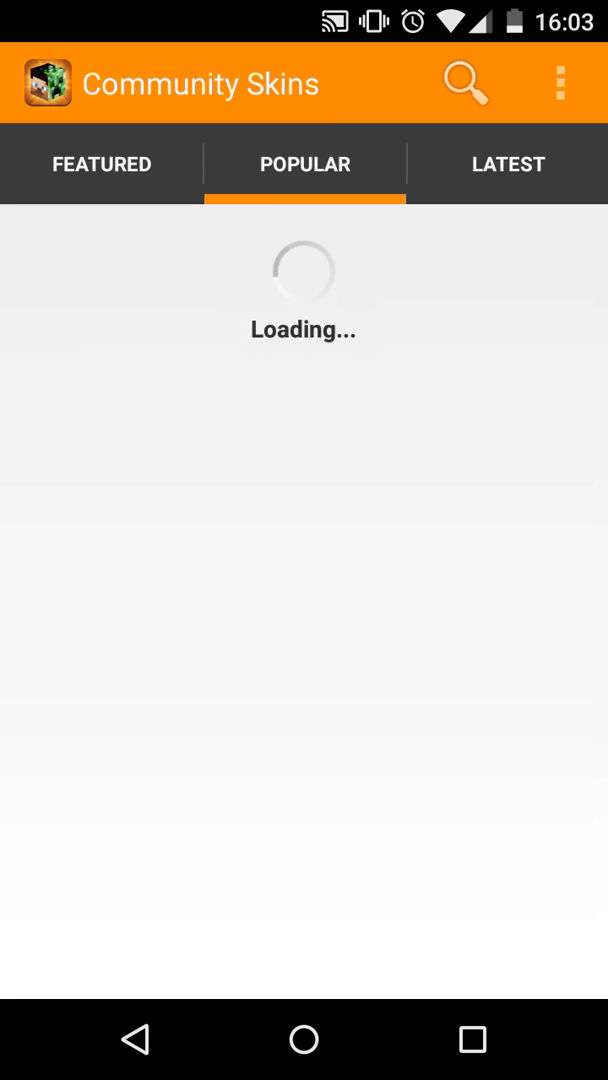 16:03
Community Skins
FEATURED
POPULAR
LATEST
Loading...